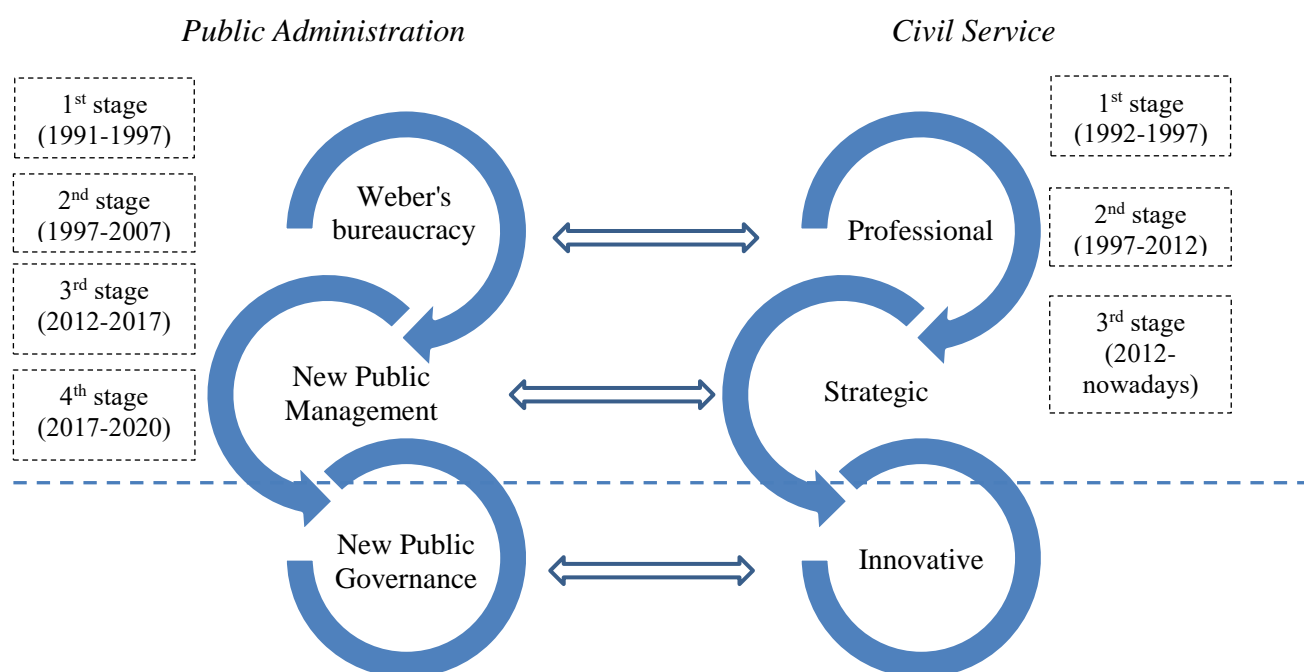 Public Administration
Civil Service
1st stage
(1991-1997)
2nd stage
(1997-2007)
3rd stage
(2012-2017)
4th stage
(2017-2020)
Weber's
bureaucracy
New Public
Management
New Public
Governance
Professional
Strategic
Innovative
1st stage
(1992-1997)
2nd stage
(1997-2012)
3rd stage
(2012-
nowadays)